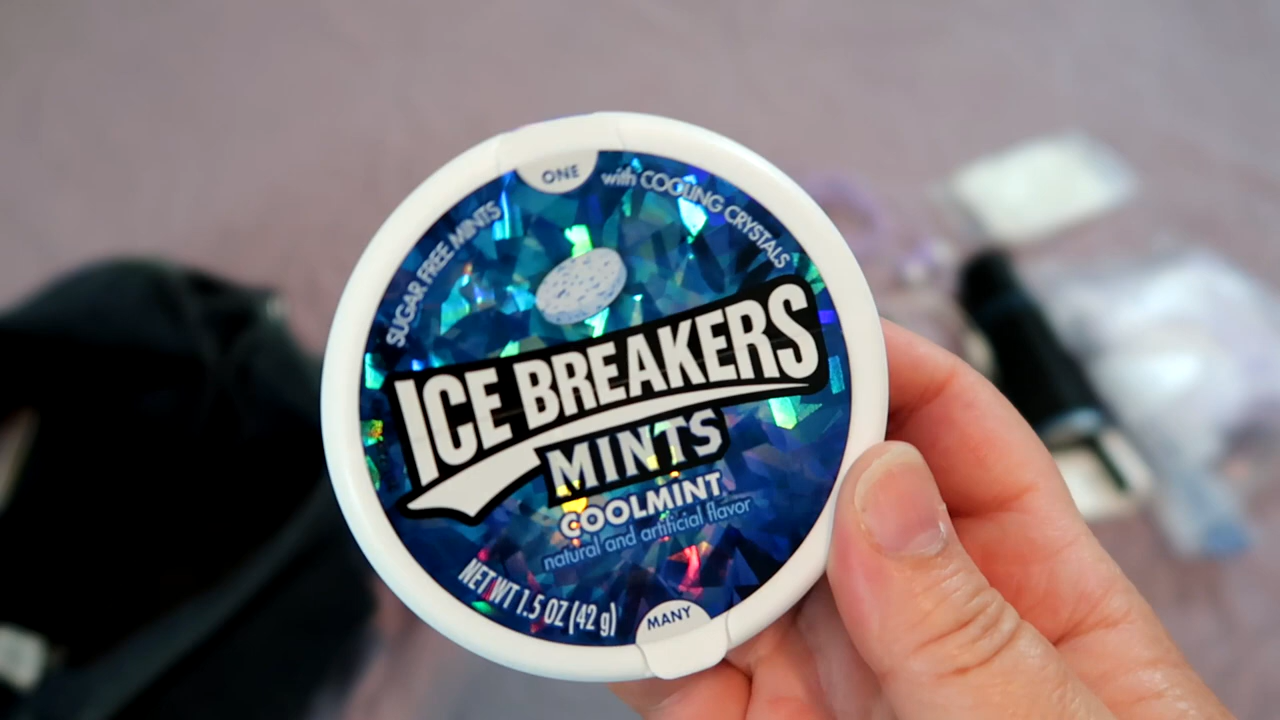 ONE
SUGAR FREE MINTS
with COOLING CRYSTALS
ICE BREAKERS
MINTS
COOLMINT
natural and artificial flavor
NET WT 1.5 OZ (42 g)
MANY